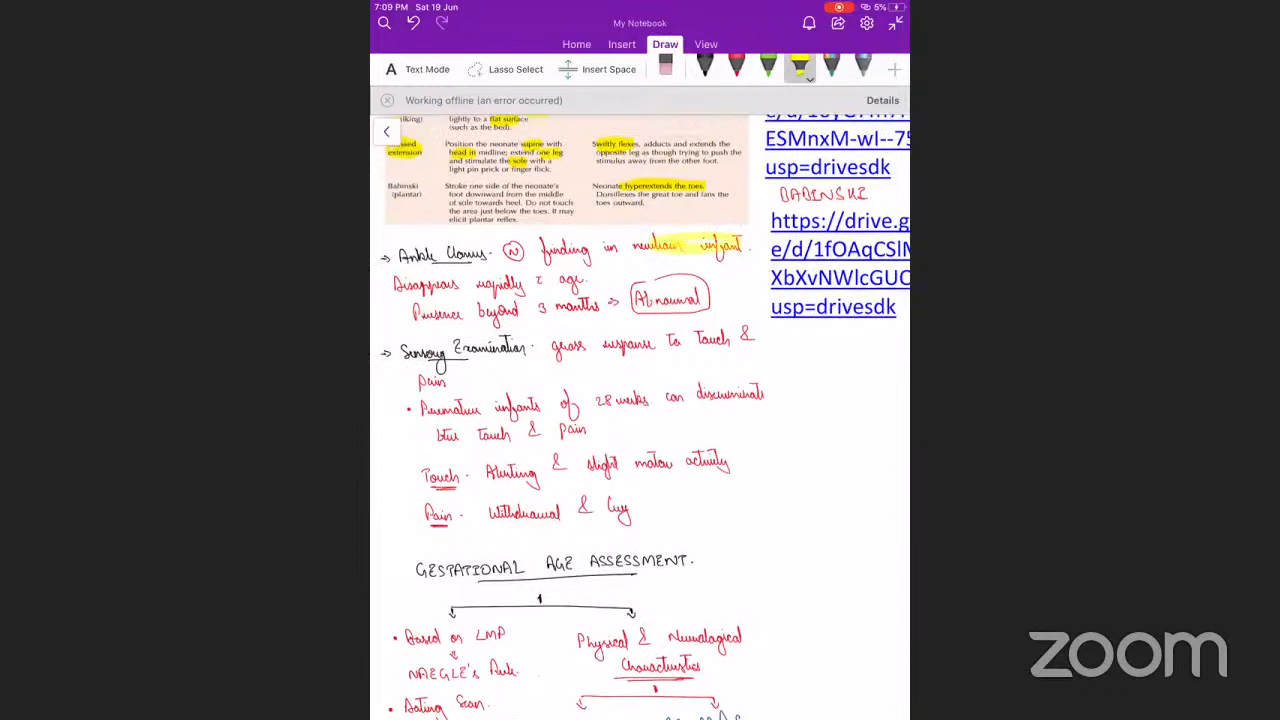 7:09 PM Sat 19 Jun 5%
My Notebook
Home Insert Draw View
A Text Mode Lasso Select Insert Space
Working offline (an error occurred) Details
lightly to a flat surface
(such as the bed).
extension
Position the neonate supine with
head in midline; extend one leg
and stimulate the sole with a
light pin prick or finger flick.
Swiftly flexes, adducts and extends the
opposite leg as though trying to push the
stimulus away from the other foot.
Babinski
(plantar)
Stroke one side of the neonate's
foot downward from the middle
of sole towards heel. Do not touch
the area just below the toes. It may
elicit plantar reflex.
Neonate hyperextends the toes.
Dorsiflexes the great toe and fans the
toes outward.
ESMnxM-wI--75
usp=drivesdk
BABINSKI
https://drive.g
e/d/1fOAqCSlM
XbXvNWlcGUO
usp=drivesdk
→ Ankle Clonus. (N) finding in newborn infant.
Disappears rapidly c age.
Presence beyond 3 months → Abnormal
→ Sensory Examination. gross response to Touch &
Pain
• Premature infants of 28 weeks can discriminate
btw touch & Pain
Touch - Alerting & slight motor activity
Pain - Withdrawal & Cry
GESTATIONAL AGE ASSESSMENT.
• Based on LMP
NAEGLE's Rule.
• Dating Scan.
Physical & Neurological
Characteristics
zoom